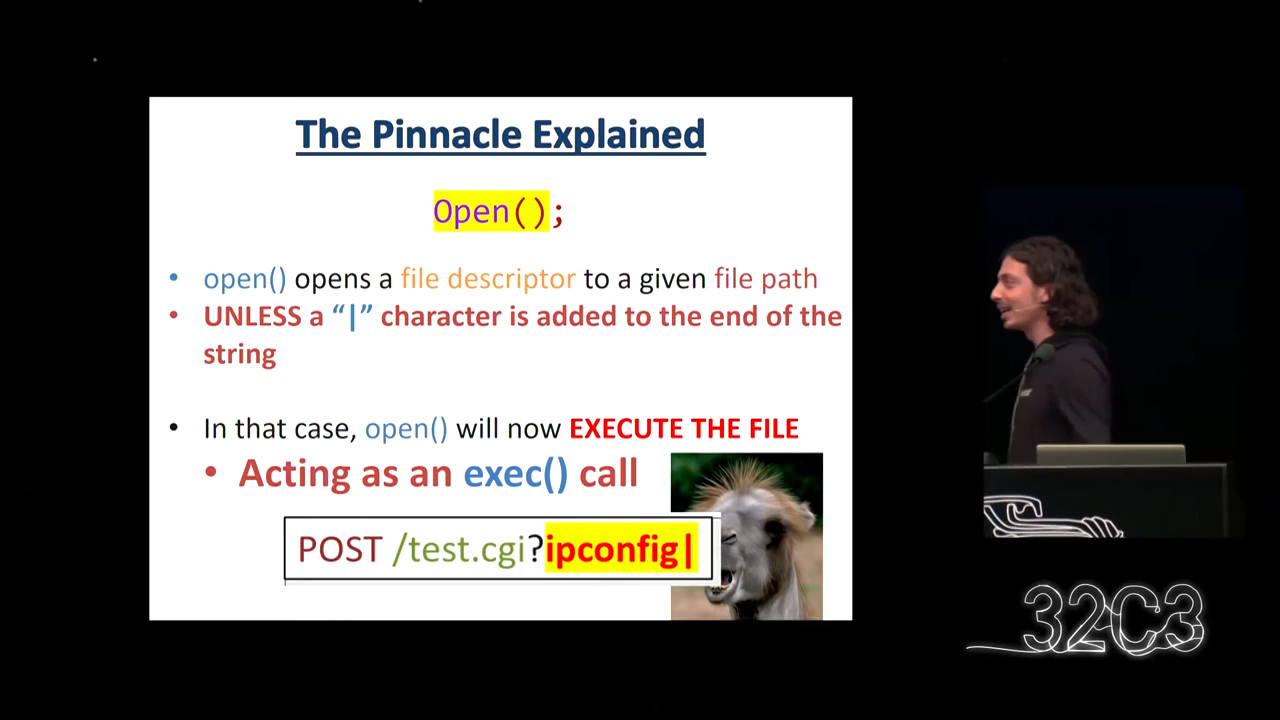 The Pinnacle Explained
Open();
• open() opens a file descriptor to a given file path
• UNLESS a “|” character is added to the end of the
string
• In that case, open() will now EXECUTE THE FILE
• Acting as an exec() call
POST /test.cgi?ipconfig|
32C3